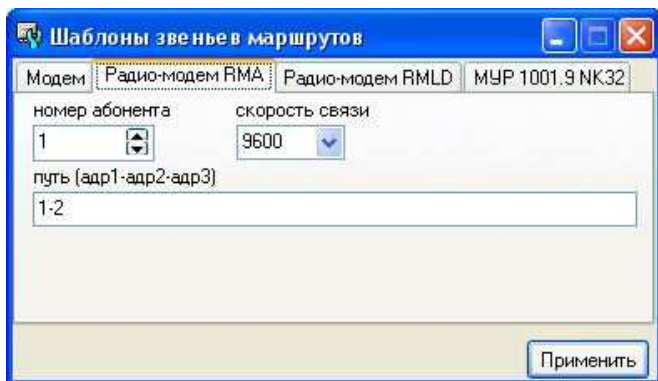 Шаблоны звеньев маршрутов
Модем Радио-модем RMA Радио-модем RMLD МУР 1001.9 NK32
номер абонента скорость связи
1 9600
путь (адр1-адр2-адр3)
1-2
Применить